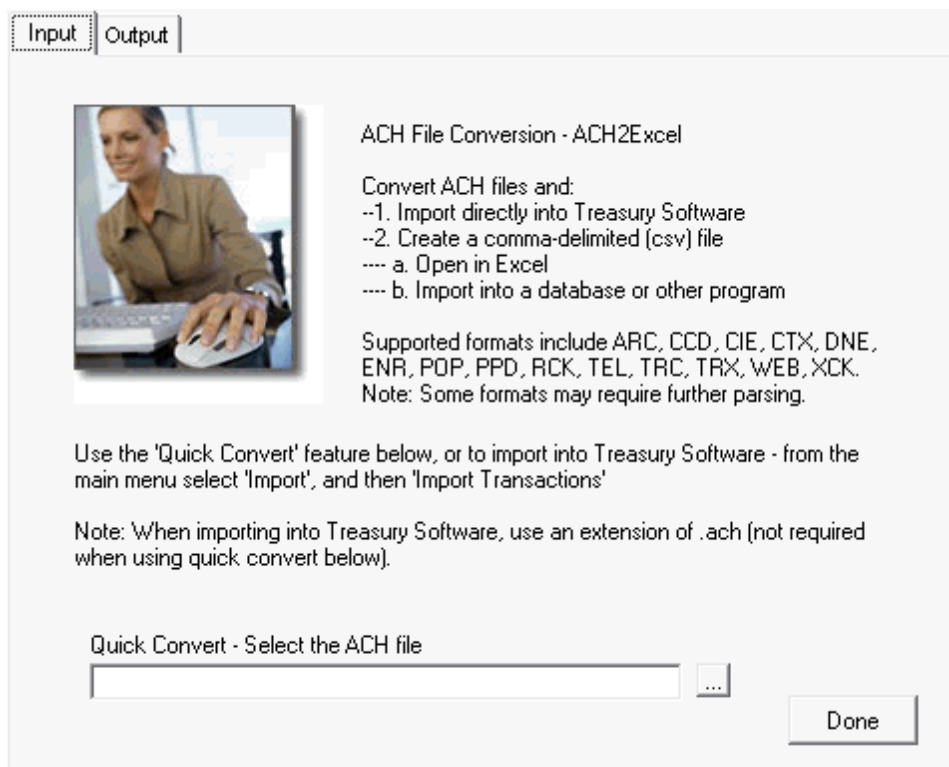 Input
Output
ACH File Conversion - ACH2Excel
Convert ACH files and:
--1. Import directly into Treasury Software
--2. Create a comma-delimited (csv) file
---- a. Open in Excel
---- b. Import into a database or other program
Supported formats include ARC, CCD, CIE, CTX, DNE,
ENR, POP, PPD, RCK, TEL, TRC, TRX, WEB, XCK.
Note: Some formats may require further parsing.
Use the 'Quick Convert' feature below, or to import into Treasury Software - from the
main menu select 'Import', and then 'Import Transactions'
Note: When importing into Treasury Software, use an extension of .ach (not required
when using quick convert below).
Quick Convert - Select the ACH file
...
Done